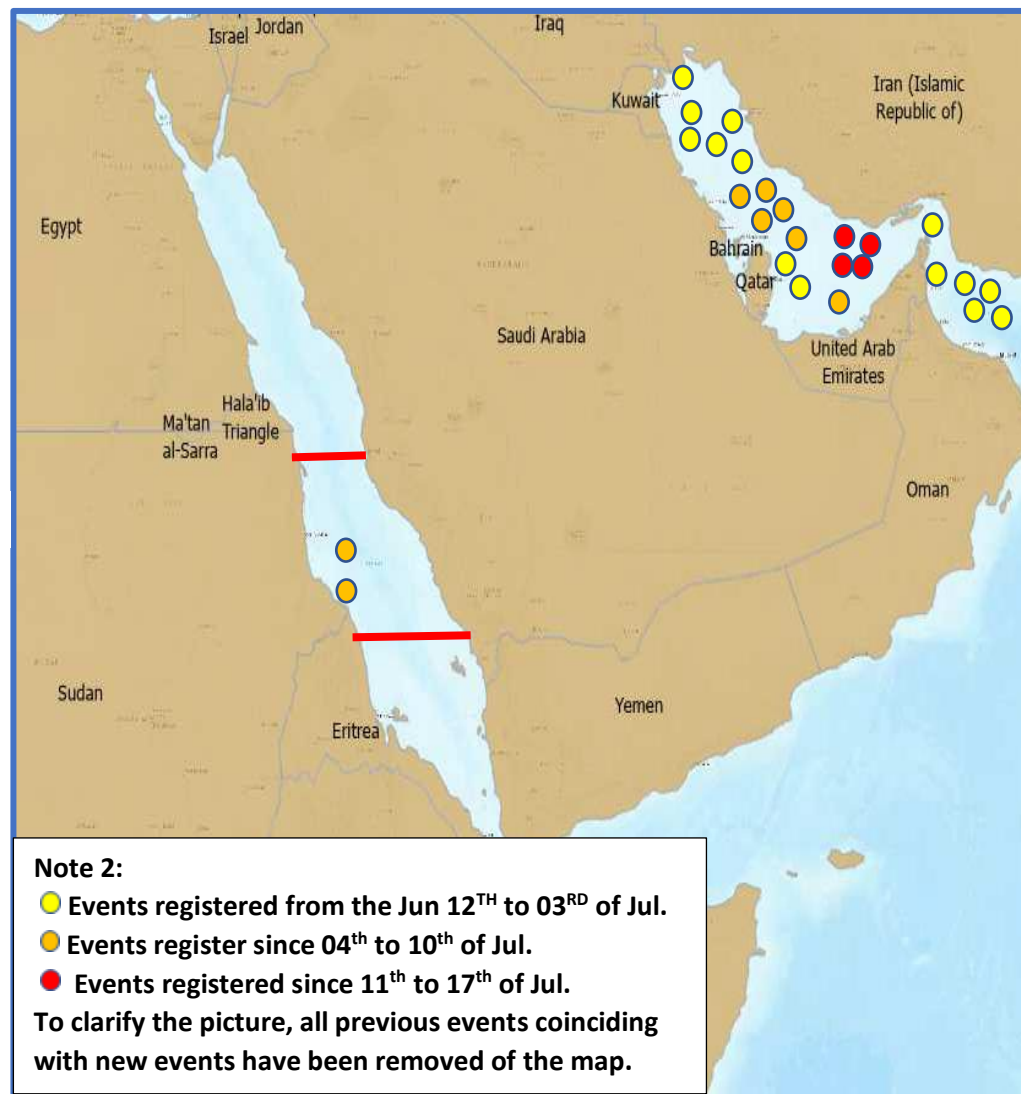 Israel
Jordan
Iraq
Kuwait
Iran (Islamic
Republic of)
Egypt
Bahrain
Qatar
Saudi Arabia
United Arab
Emirates
Hala'ib
Triangle
Ma'tan
al-Sarra
Oman
Sudan
Eritrea
Yemen
Note 2:
Events registered from the Jun 12TH to 03RD of Jul.
Events register since 04th to 10th of Jul.
Events registered since 11th to 17th of Jul.
To clarify the picture, all previous events coinciding
with new events have been removed of the map.